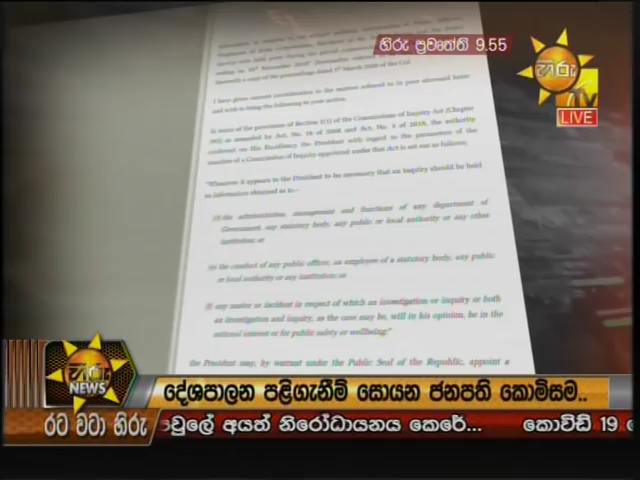 හිරු ප්‍රවෘත්ති 9.55
හිරු
TV
LIVE
I have given earnest consideration to the matters referred to in your aforesaid letter
and wish to bring the following to your notice.
In terms of the provisions of Section 2(1) of the Commissions of Inquiry Act (Chapter
as amended by Act, No. 16 of 2008 and Act, No. 3 of 2019, the authority
conferred on His Excellency the President with regard to the parameters of the
of a Commission of Inquiry appointed under that Act is set out as follows;
"Whenever it appears to the President to be necessary that an inquiry should be held
information obtained as to–
the administration, management and functions of any department of
Government, any statutory body, any public or local authority or any other
institution; or
the conduct of any public officer, an employee of a statutory body, any public
or local authority or any institution; or
any matter or incident in respect of which an investigation or inquiry or both
an investigation and inquiry, as the case may be, will in his opinion, be in the
national interest or for public safety or wellbeing;"
the President may, by warrant under the Public Seal of the Republic, appoint a
හිරු
NEWS
දේශපාලන පළිගැනීම් සොයන ජනපති කොමිසම..
රට වටා හිරු
වුලේ අයත් නිරෝධායනය කෙරේ... කොවිඩ් 19